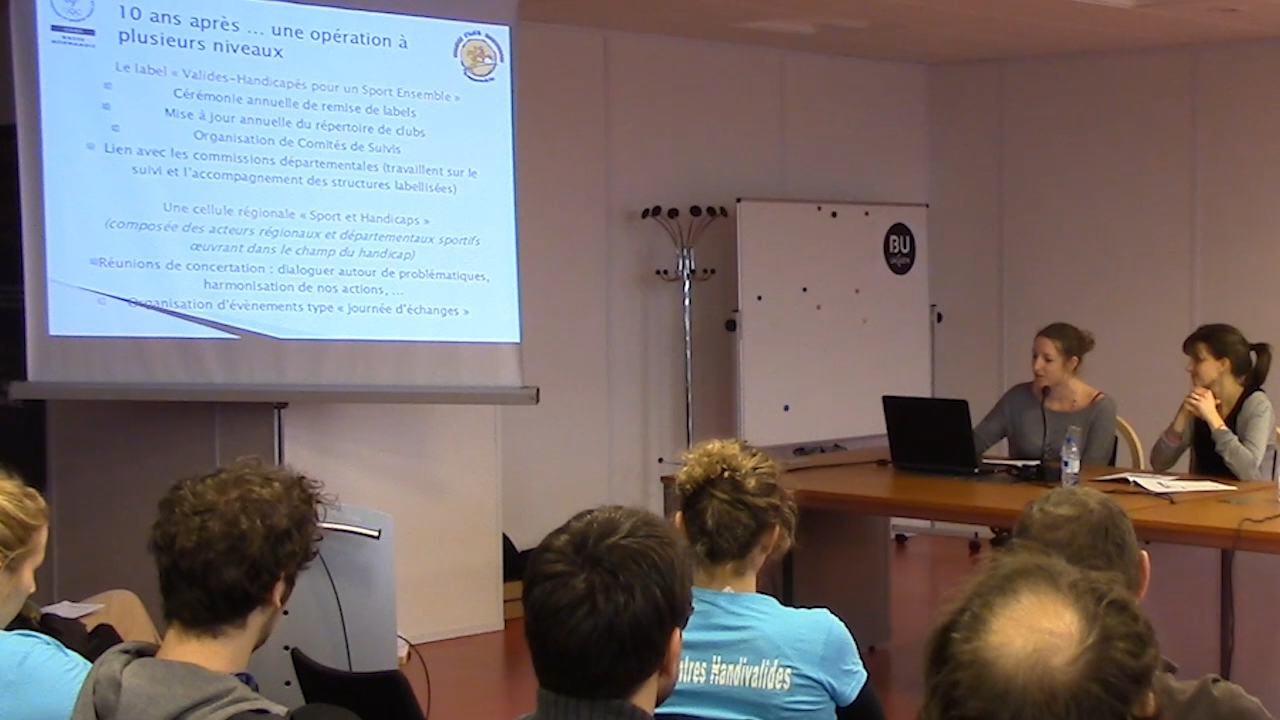 10 ans après ... une opération à
plusieurs niveaux
Le label « Valides-Handicapés pour un Sport Ensemble »
Cérémonie annuelle de remise de labels
Mise à jour annuelle du répertoire de clubs
Organisation de Comités de Suivis
Lien avec les commissions départementales (travaillent sur le
suivi et l'accompagnement des structures labellisées)
Une cellule régionale « Sport et Handicaps »
(composée des acteurs régionaux et départementaux sportifs
œuvrant dans le champ du handicap)
Réunions de concertation : dialoguer autour de problématiques,
harmonisation de nos actions, ...
Organisation d'évènements type « journée d'échanges »
BU
ntres Handivalides